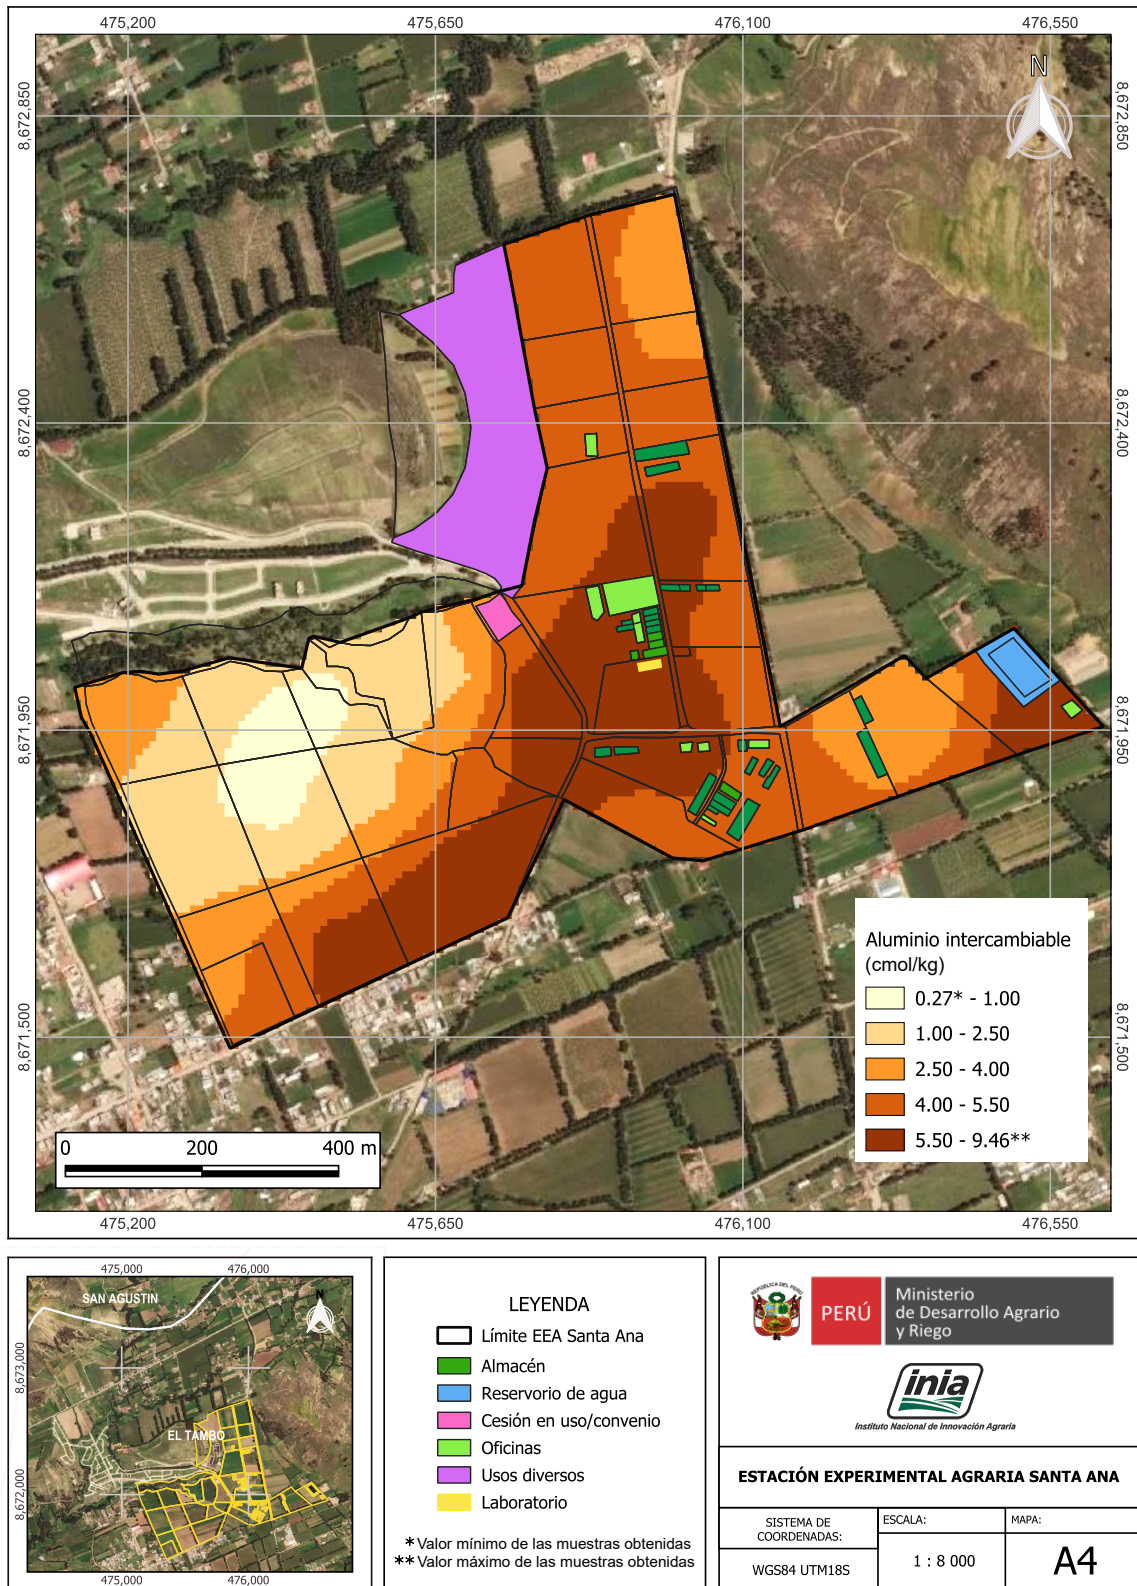 475,200
475,650
476,100
476,550
8,672,850
8,672,850
N
8,672,400
8,672,400
8,671,950
8,671,950
8,671,500
8,671,500
Aluminio intercambiable
(cmol/kg)
0.27* - 1.00
1.00 - 2.50
2.50 - 4.00
4.00 - 5.50
5.50 - 9.46**
0
200
400 m
475,200
475,650
476,100
476,550
475,000
476,000
SAN AGUSTIN
N
8,673,000
EL TAMBO
8,672,000
475,000
476,000
LEYENDA
Límite EEA Santa Ana
Almacén
Reservorio de agua
Cesión en uso/convenio
Oficinas
Usos diversos
Laboratorio
* Valor mínimo de las muestras obtenidas
** Valor máximo de las muestras obtenidas
REPÚBLICA DEL PERÚ
PERÚ
Ministerio
de Desarrollo Agrario
y Riego
inia
Instituto Nacional de Innovación Agraria
ESTACIÓN EXPERIMENTAL AGRARIA SANTA ANA
SISTEMA DE
COORDENADAS:
WGS84 UTM18S
ESCALA:
1 : 8 000
MAPA:
A4